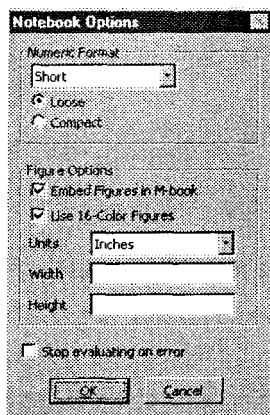 Notebook Options
Numeric Format
Short
Loose
Compact
Figure Options
Embed Figures in M-book
Use 16-Color Figures
Units Inches
Width
Height
Stop evaluating on error
OK Cancel